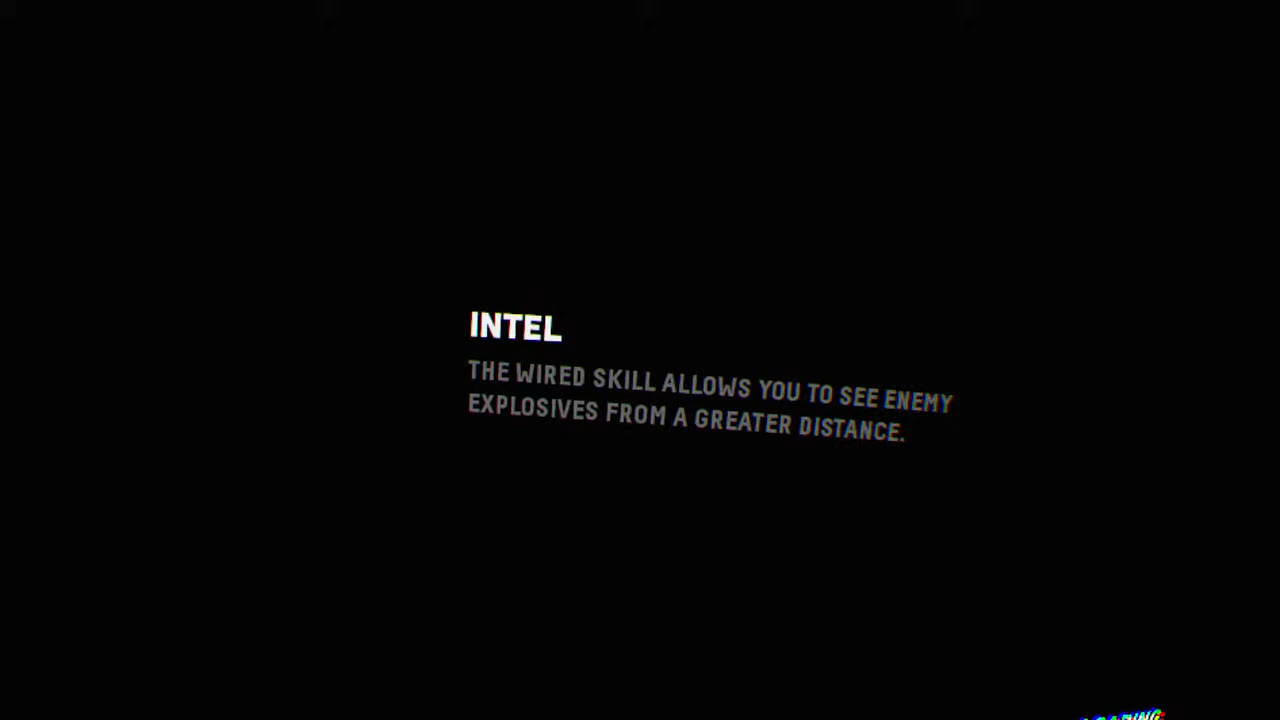 INTEL
THE WIRED SKILL ALLOWS YOU TO SEE ENEMY
EXPLOSIVES FROM A GREATER DISTANCE.